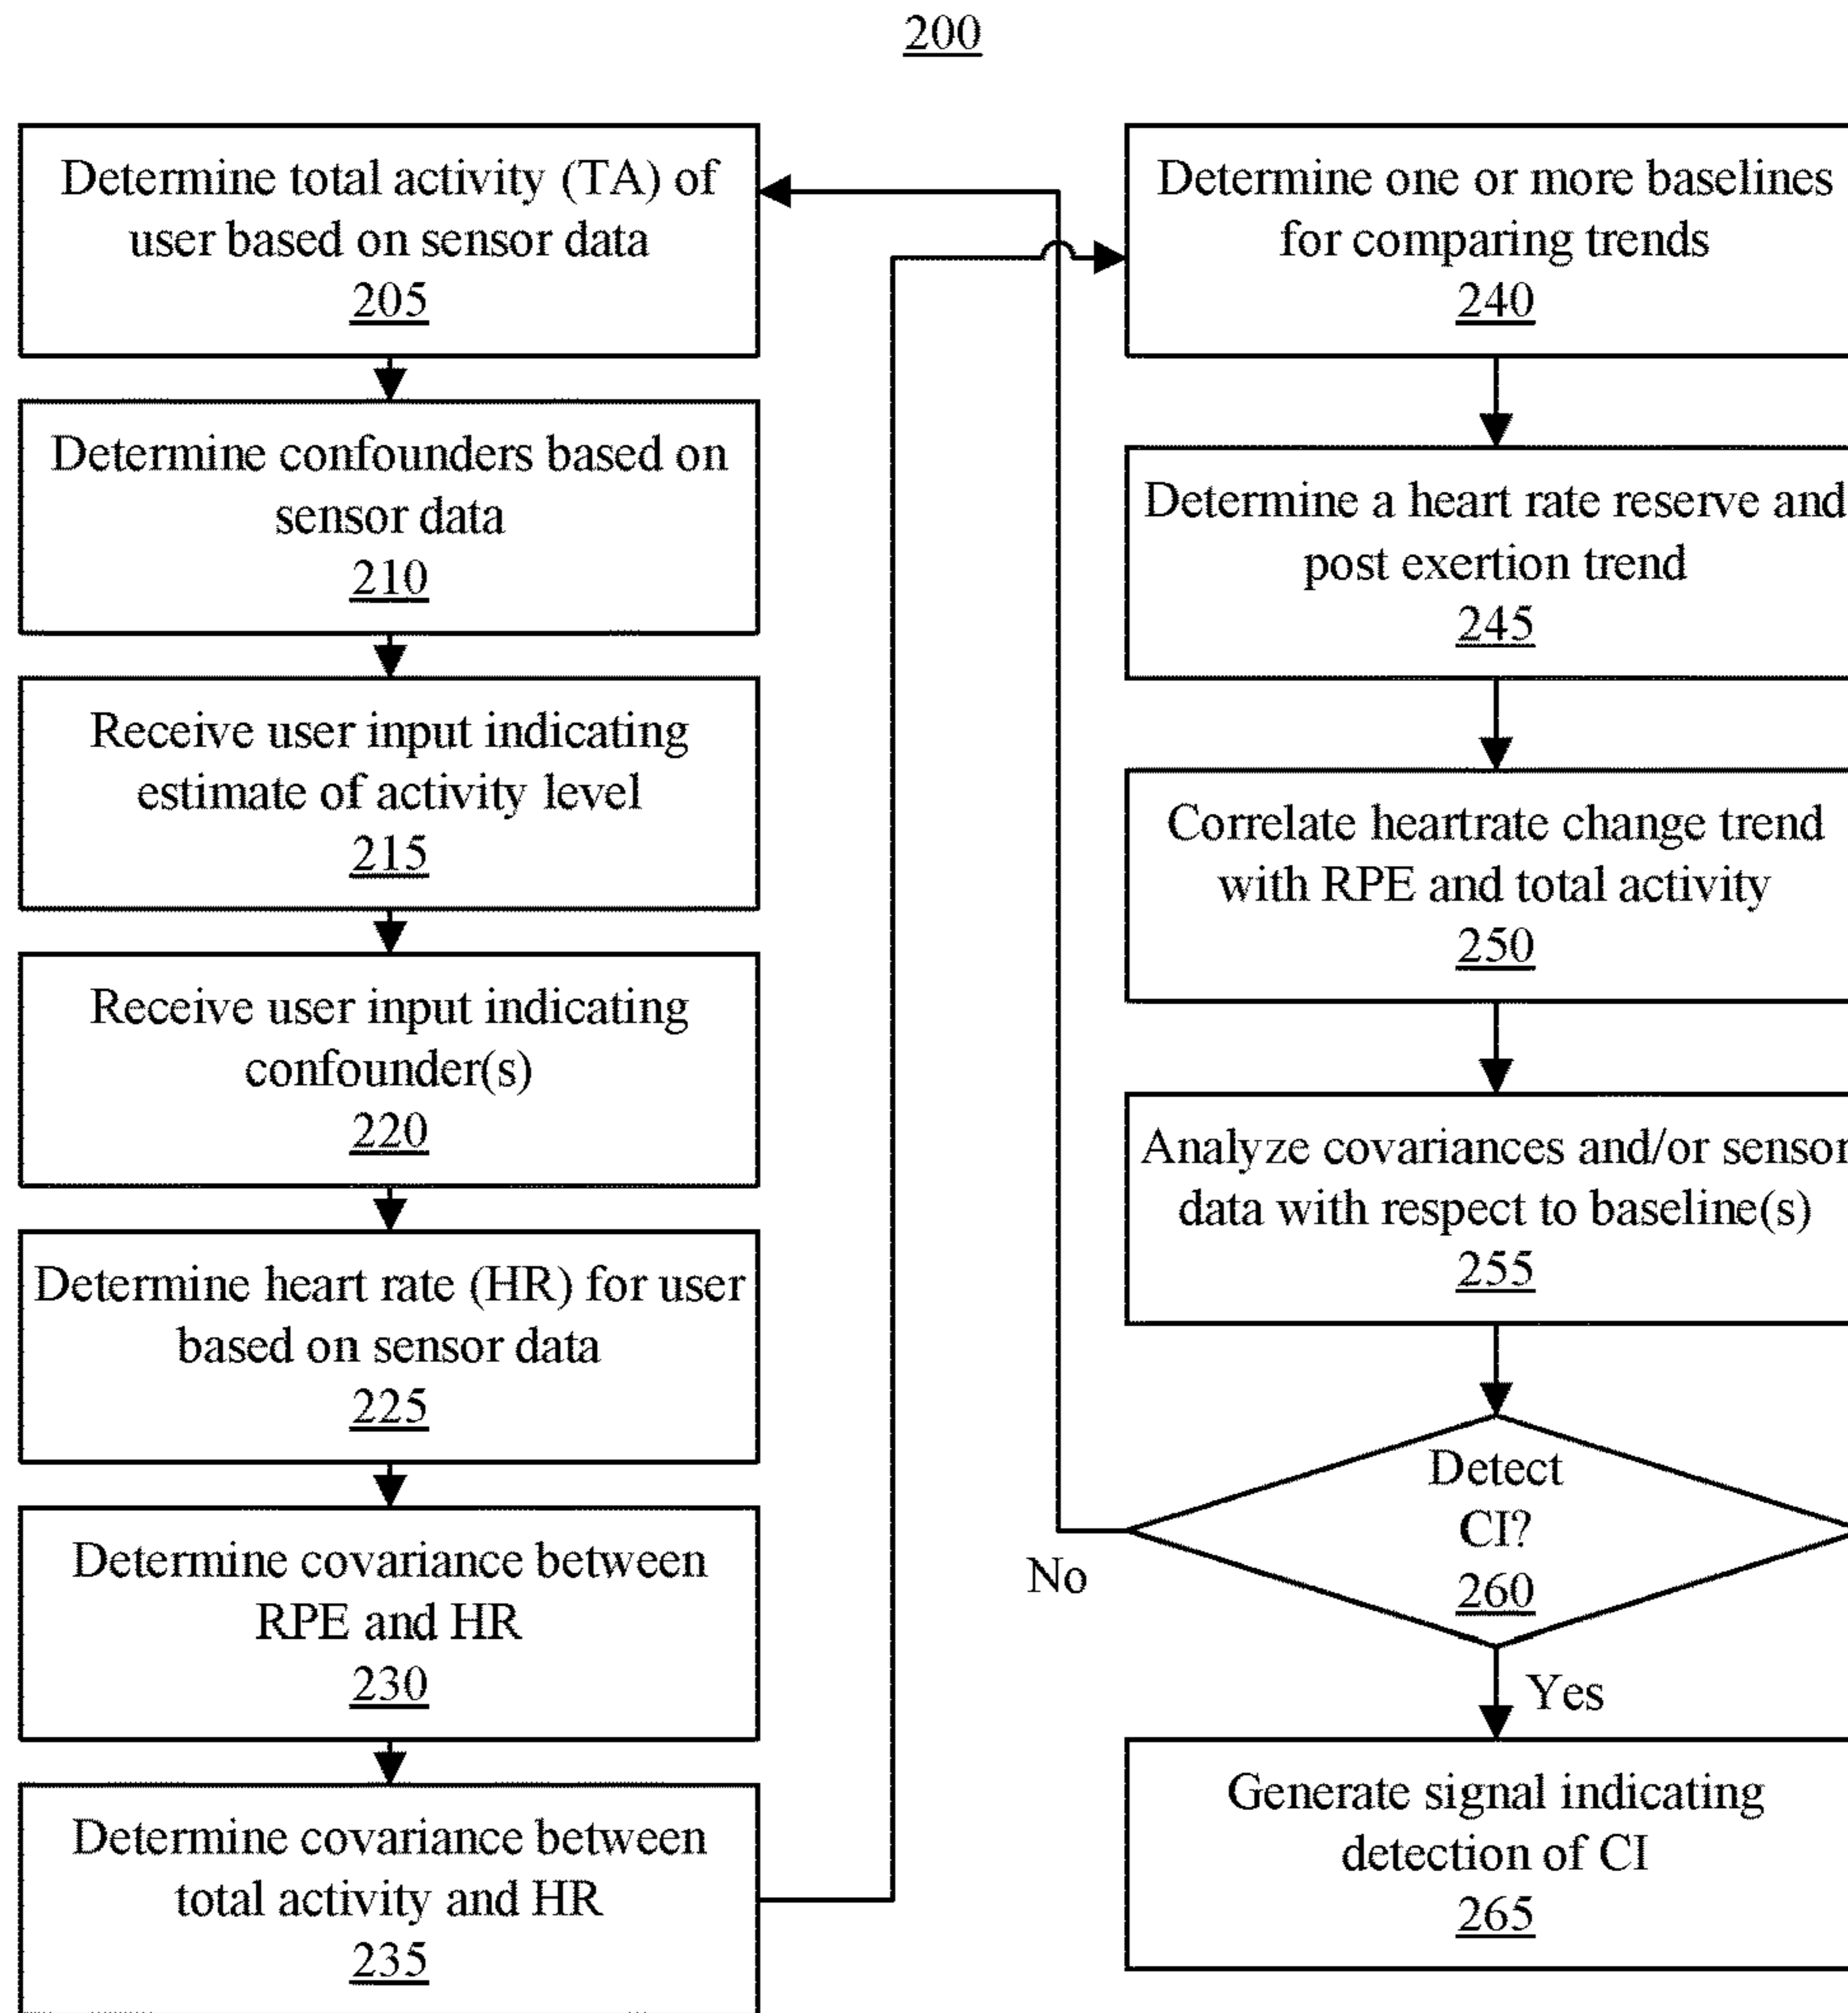 200
Determine total activity (TA) of
user based on sensor data
205
Determine confounders based on
sensor data
210
Receive user input indicating
estimate of activity level
215
Receive user input indicating
confounder(s)
220
Determine heart rate (HR) for user
based on sensor data
225
Determine covariance between
RPE and HR
230
Determine covariance between
total activity and HR
235
Determine one or more baselines
for comparing trends
240
Determine a heart rate reserve and
post exertion trend
245
Correlate heartrate change trend
with RPE and total activity
250
Analyze covariances and/or sensor
data with respect to baseline(s)
255
Detect
CI?
260
No
Yes
Generate signal indicating
detection of CI
265